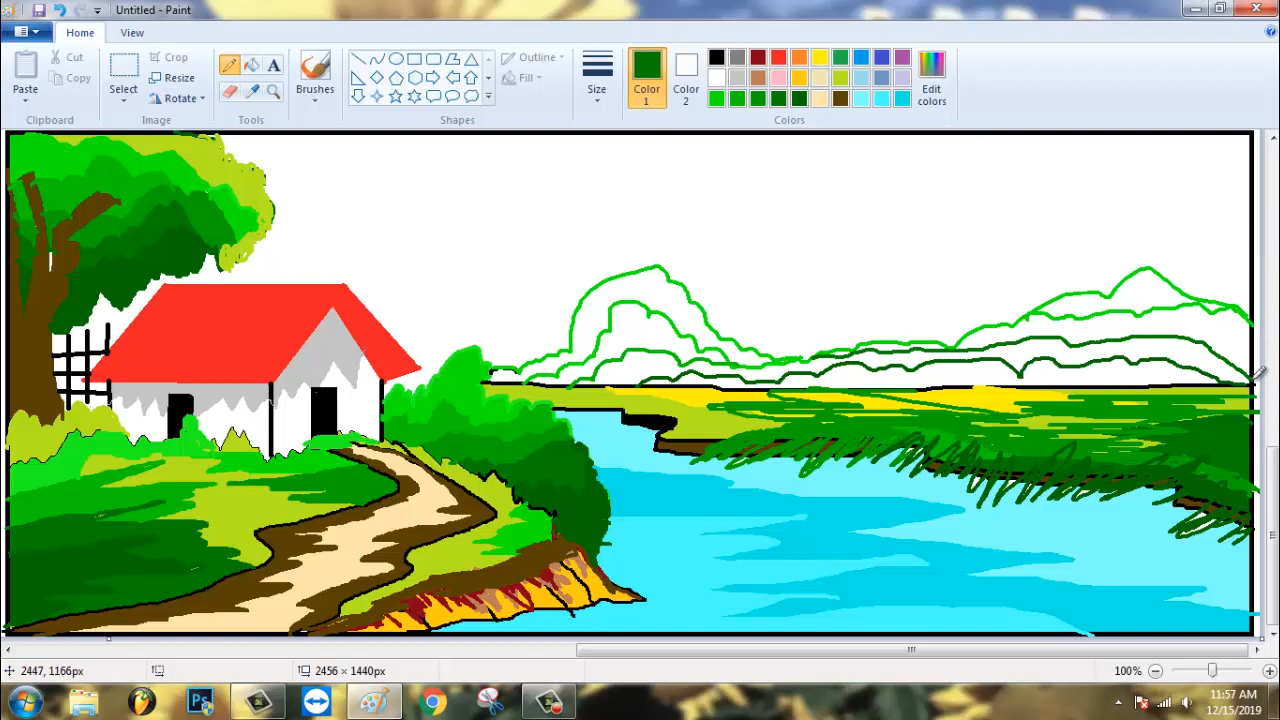 Untitled - Paint
Home
View
Paste
Cut
Copy
Clipboard
Select
Crop
Resize
Rotate
Image
A
Tools
Brushes
Outline
Fill
Shapes
Size
Color 1
Color 2
Edit colors
Colors
2447, 1166px
2456 × 1440px
100%
Ps
11:57 AM
12/15/2019